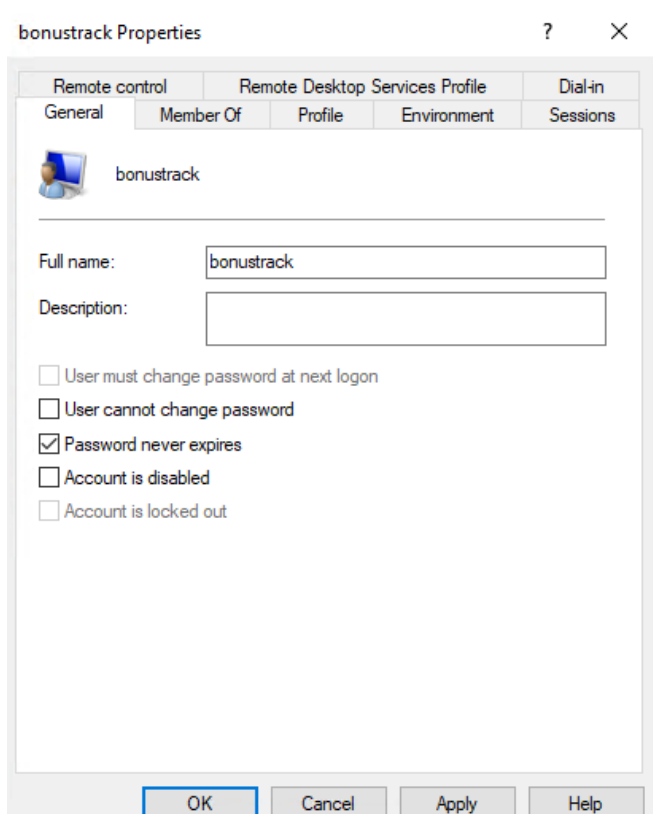 bonustrack Properties ? ×
Remote control Remote Desktop Services Profile Dial-in
General Member Of Profile Environment Sessions
bonustrack
Full name: bonustrack
Description:
User must change password at next logon
User cannot change password
Password never expires
Account is disabled
Account is locked out
OK Cancel Apply Help